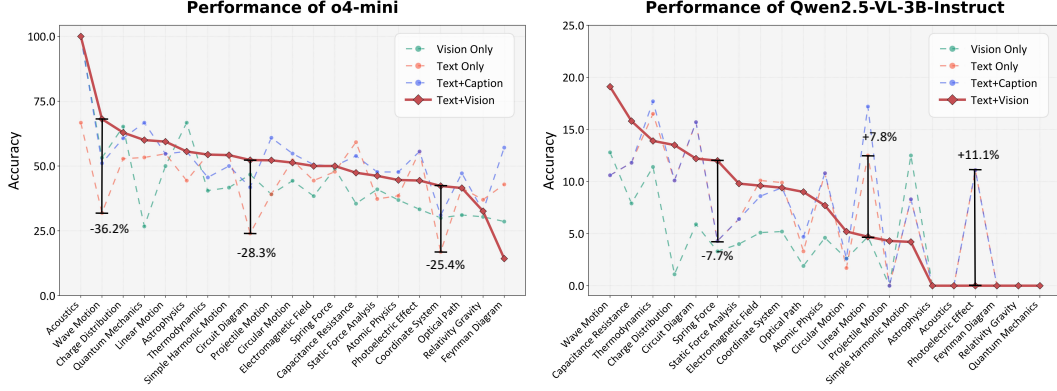 Performance of o4-mini
100.0
75.0
50.0
25.0
0.0
Accuracy
Vision Only
Text Only
Text+Caption
Text+Vision
-36.2%
-28.3%
-25.4%
Acoustics
Wave Motion
Charge Distribution
Quantum Mechanics
Linear Motion
Astrophysics
Thermodynamics
Simple Harmonic Motion
Circuit Diagram
Projectile Motion
Circular Motion
Electromagnetic Field
Spring Force
Capacitance Resistance
Static Force Analysis
Atomic Physics
Photoelectric Effect
Coordinate System
Optical Path
Relativity Gravity
Feynman Diagram
Performance of Qwen2.5-VL-3B-Instruct
25.0
20.0
15.0
10.0
5.0
0.0
Accuracy
Vision Only
Text Only
Text+Caption
Text+Vision
-7.7%
+7.8%
+11.1%
Wave Motion
Capacitance Resistance
Thermodynamics
Charge Distribution
Circuit Diagram
Spring Force
Static Force Analysis
Electromagnetic Field
Coordinate System
Optical Path
Atomic Physics
Circular Motion
Linear Motion
Projectile Motion
Simple Harmonic Motion
Astrophysics
Acoustics
Photoelectric Effect
Feynman Diagram
Relativity Gravity
Quantum Mechanics